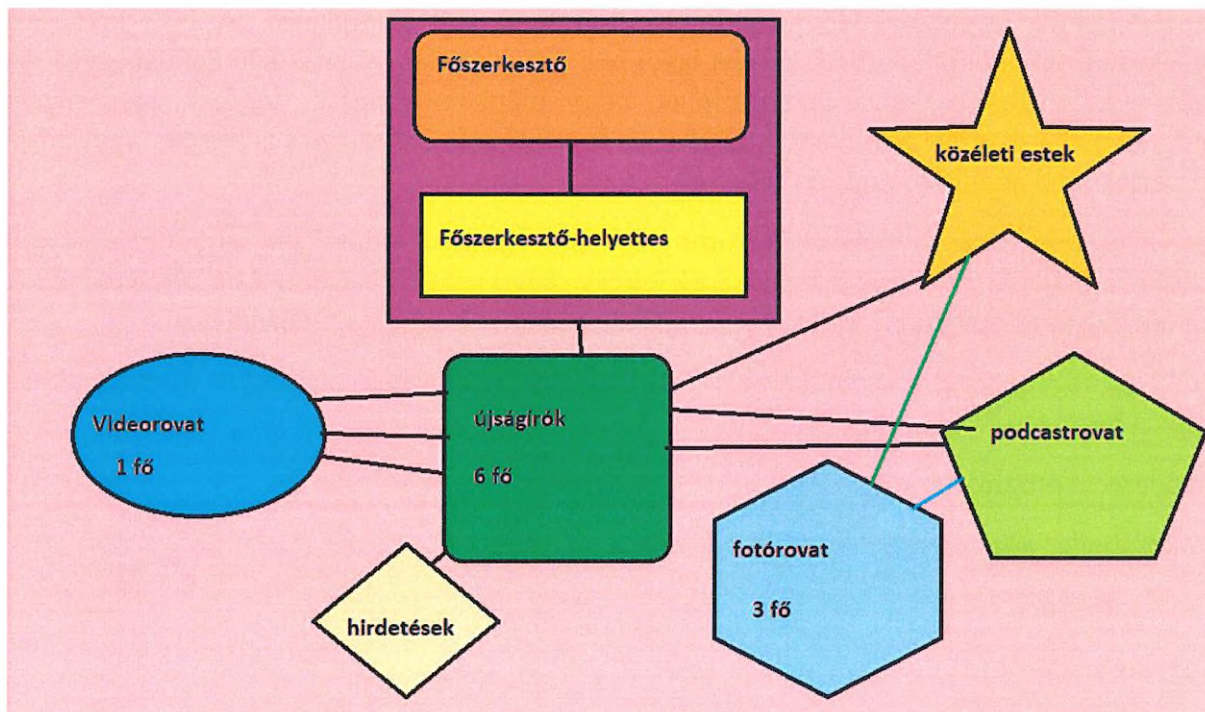 Főszerkesztő
közéleti estek
Főszerkesztő-helyettes
Videorovat
1 fő
újságírók
6 fő
podcastrovat
fotórovat
3 fő
hirdetések